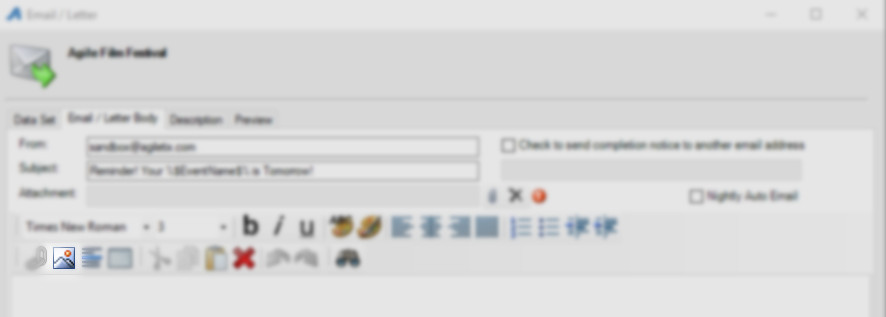 Email / Letter
Agile Film Festival
Data Set Email / Letter Body Description Preview
From: sandbox@agiletix.com Check to send completion notice to another email address
Subject: Reminder! Your \\$EventName$\\ is Tomorrow!
Attachment: Nightly Auto Email
Times New Roman 3 b i u ABC